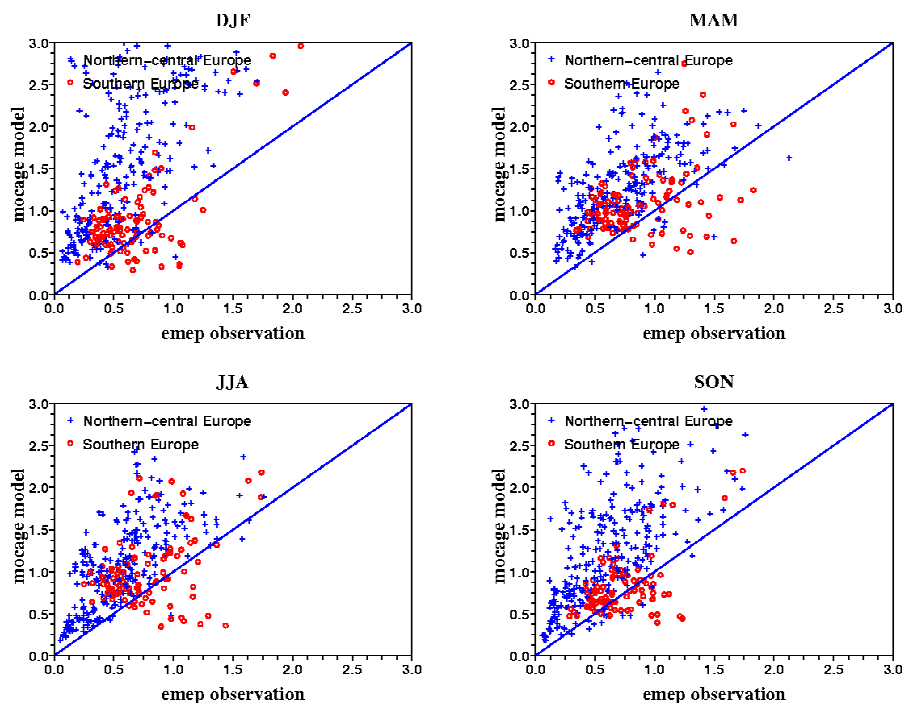 DJF
3.0
2.5
2.0
1.5
1.0
0.5
0.0
mocage model
+ Northern-central Europe
o Southern Europe
0.0 0.5 1.0 1.5 2.0 2.5 3.0
emep observation
MAM
3.0
2.5
2.0
1.5
1.0
0.5
0.0
mocage model
+ Northern-central Europe
o Southern Europe
0.0 0.5 1.0 1.5 2.0 2.5 3.0
emep observation
JJA
3.0
2.5
2.0
1.5
1.0
0.5
0.0
mocage model
+ Northern-central Europe
o Southern Europe
0.0 0.5 1.0 1.5 2.0 2.5 3.0
emep observation
SON
3.0
2.5
2.0
1.5
1.0
0.5
0.0
mocage model
+ Northern-central Europe
o Southern Europe
0.0 0.5 1.0 1.5 2.0 2.5 3.0
emep observation